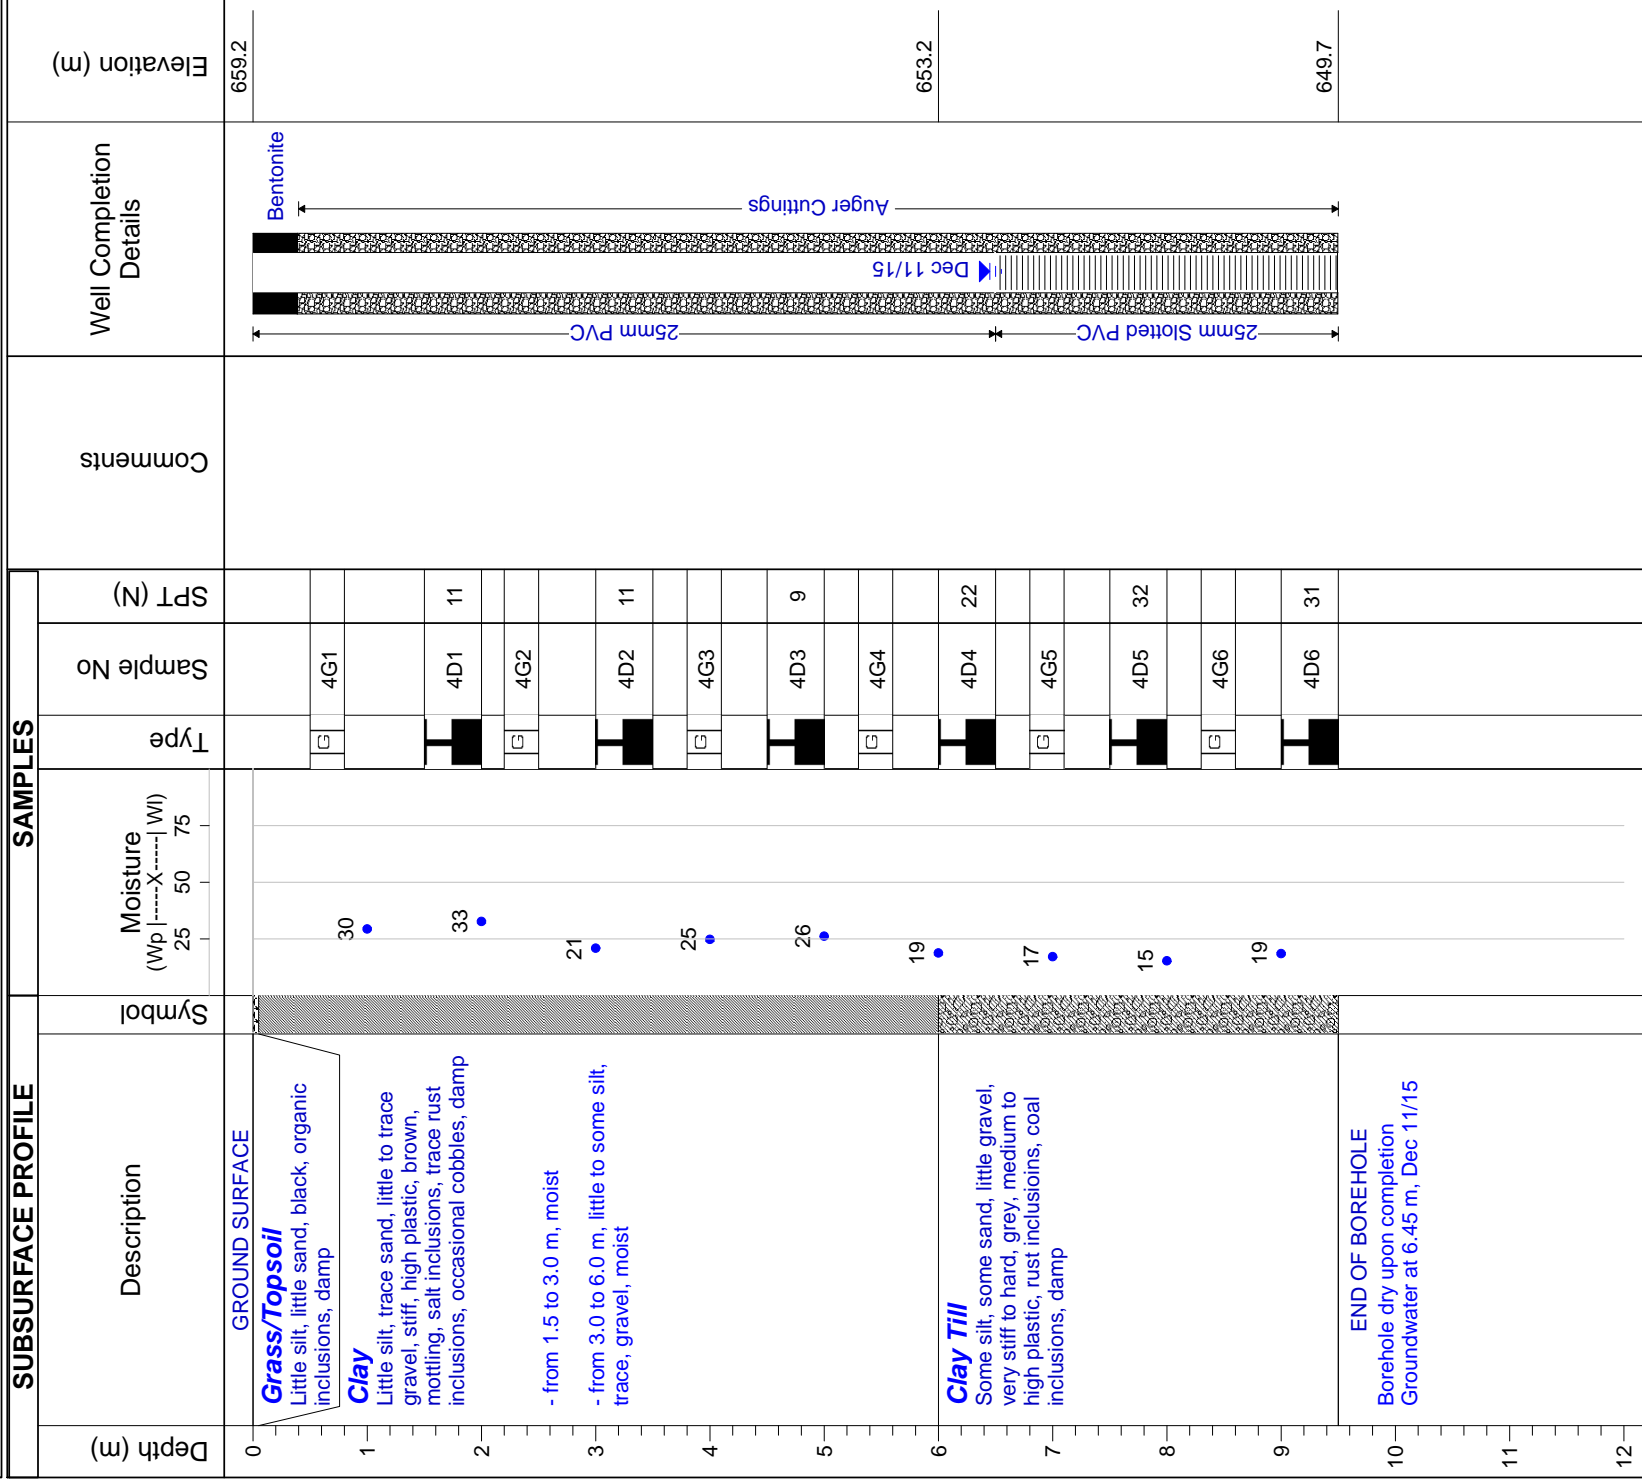 SUBSURFACE PROFILE
SAMPLES
Depth (m)
Description
Symbol
Moisture
(Wp |-----X-----| Wl)
25 50 75
Type
Sample No
SPT (N)
Comments
Well Completion
Details
Elevation (m)
0
1
2
3
4
5
6
7
8
9
10
11
12
GROUND SURFACE
Grass/Topsoil
Little silt, little sand, black, organic
inclusions, damp
Clay
Little silt, trace sand, little to trace
gravel, stiff, high plastic, brown,
mottling, salt inclusions, trace rust
inclusions, occasional cobbles, damp
- from 1.5 to 3.0 m, moist
- from 3.0 to 6.0 m, little to some silt,
trace, gravel, moist
Clay Till
Some silt, some sand, little gravel,
very stiff to hard, grey, medium to
high plastic, rust inclusions, coal
inclusions, damp
END OF BOREHOLE
Borehole dry upon completion
Groundwater at 6.45 m, Dec 11/15
30
33
21
25
26
19
17
15
19
G 4G1
4D1 11
G 4G2
4D2 11
G 4G3
4D3 9
G 4G4
4D4 22
G 4G5
4D5 32
G 4G6
4D6 31
25mm PVC
25mm Slotted PVC
Dec 11/15
Bentonite
Auger Cuttings
659.2
653.2
649.7